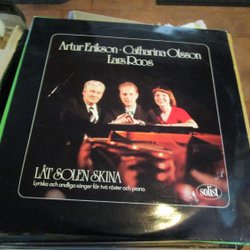 Artur Erikson · Catharina Olsson
Lars Roos
LÅT SOLEN SKINA
Lyriska och andliga sånger för två röster och piano
solist